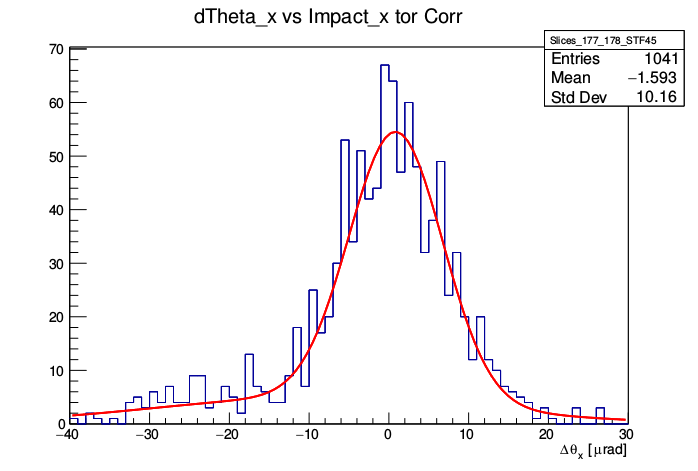 dTheta_x vs Impact_x tor Corr
Slices_177_178_STF45
Entries 1041
Mean −1.593
Std Dev 10.16
70
60
50
40
30
20
10
0
−40 −30 −20 −10 0 10 20 30
Δθx [μrad]